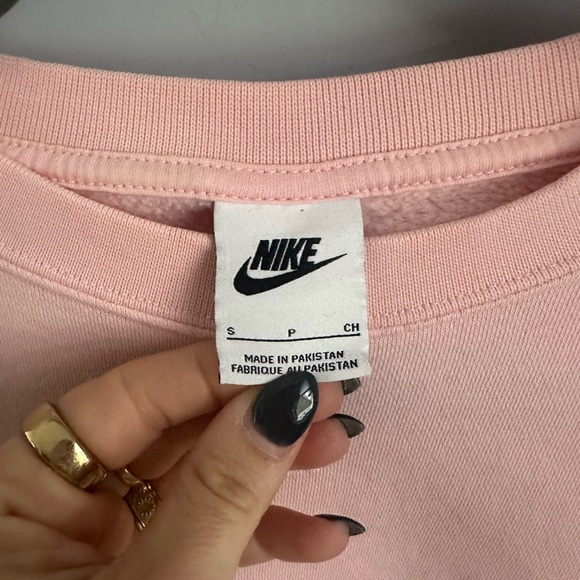 NIKE
S P CH
MADE IN PAKISTAN
FABRIQUE AU PAKISTAN